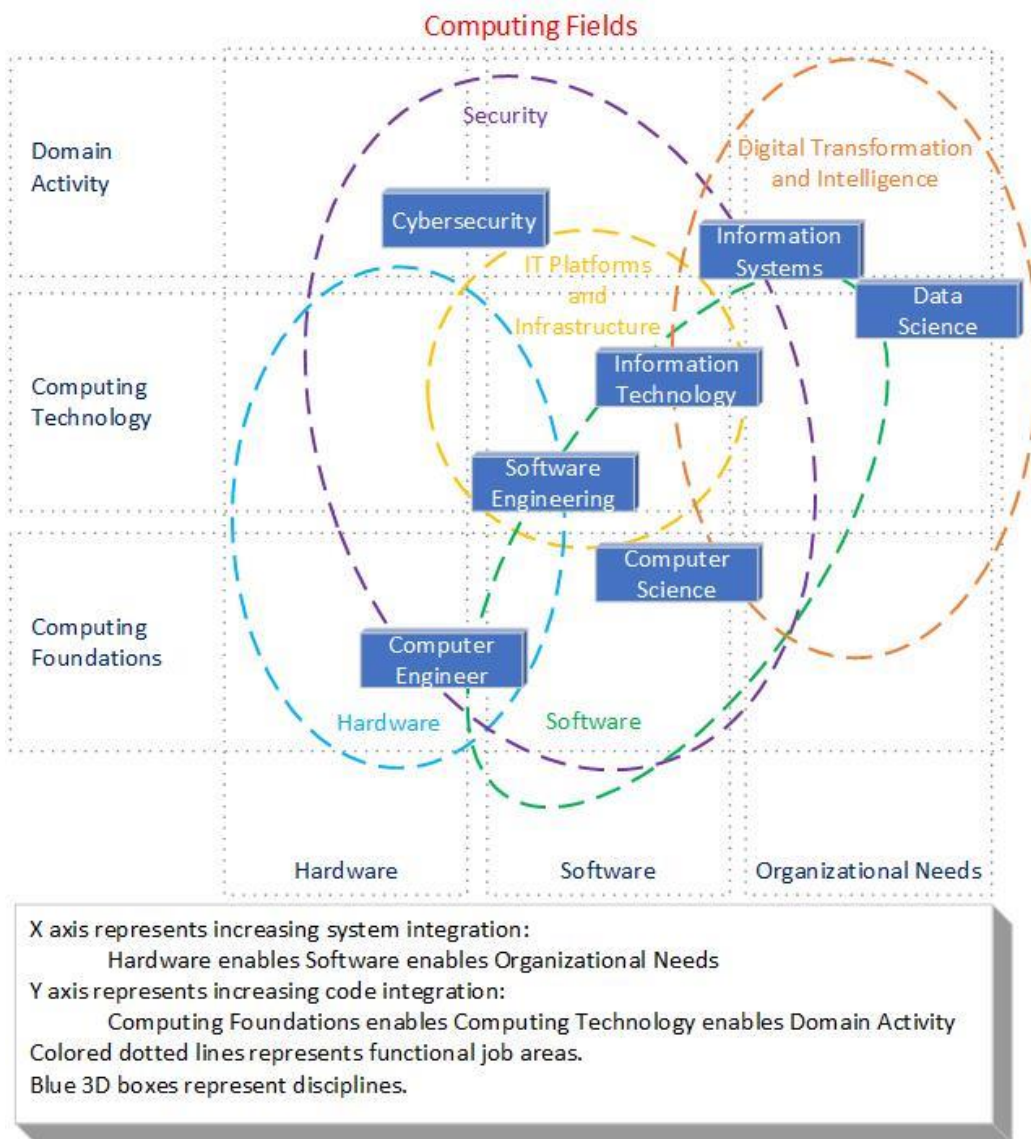 Computing Fields
Security
Domain
Activity
Digital Transformation
and Intelligence
Cybersecurity
Information
Systems
IT Platforms
and
Infrastructure
Data
Science
Computing
Technology
Information
Technology
Software
Engineering
Computer
Science
Computing
Foundations
Computer
Engineer
Hardware
Software
Hardware
Software
Organizational Needs
X axis represents increasing system integration:
Hardware enables Software enables Organizational Needs
Y axis represents increasing code integration:
Computing Foundations enables Computing Technology enables Domain Activity
Colored dotted lines represents functional job areas.
Blue 3D boxes represent disciplines.